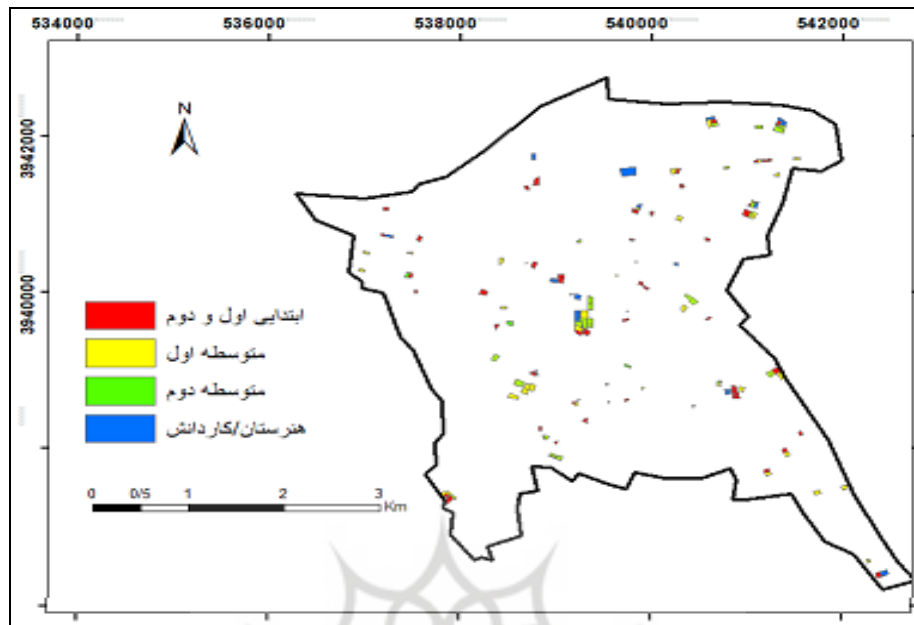 534000 536000 538000 540000 542000
N
3942000
3940000
ابتدایی اول و دوم
متوسطه اول
متوسطه دوم
هنرستان/کاردانش
0 0/5 1 2 3
Km